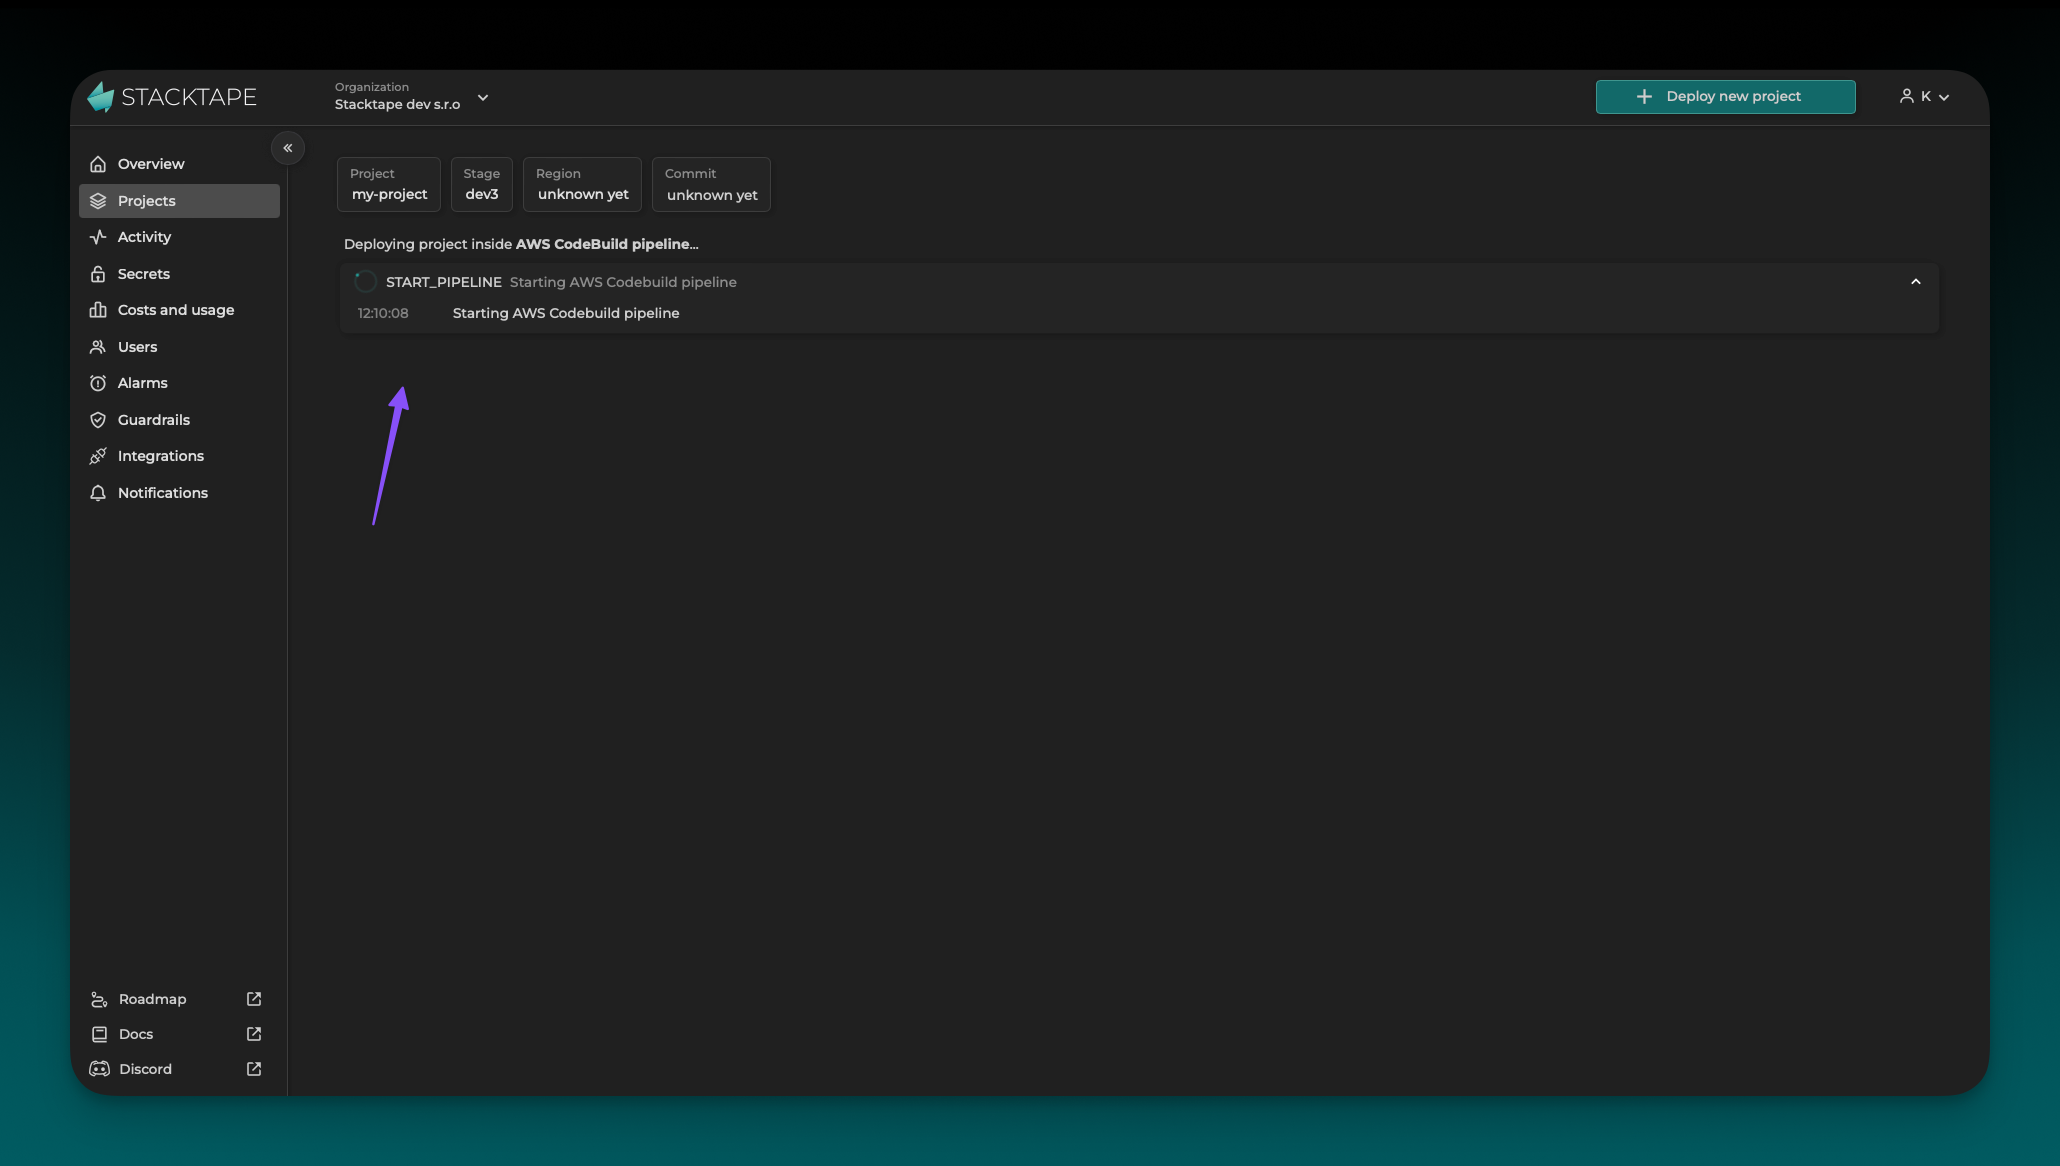 STACKTAPE
Organization
Stacktape dev s.r.o
Deploy new project
K
Overview
Projects
Activity
Secrets
Costs and usage
Users
Alarms
Guardrails
Integrations
Notifications
Roadmap
Docs
Discord
Project
my-project
Stage
dev3
Region
unknown yet
Commit
unknown yet
Deploying project inside AWS CodeBuild pipeline...
START_PIPELINE Starting AWS Codebuild pipeline
12:10:08 Starting AWS Codebuild pipeline